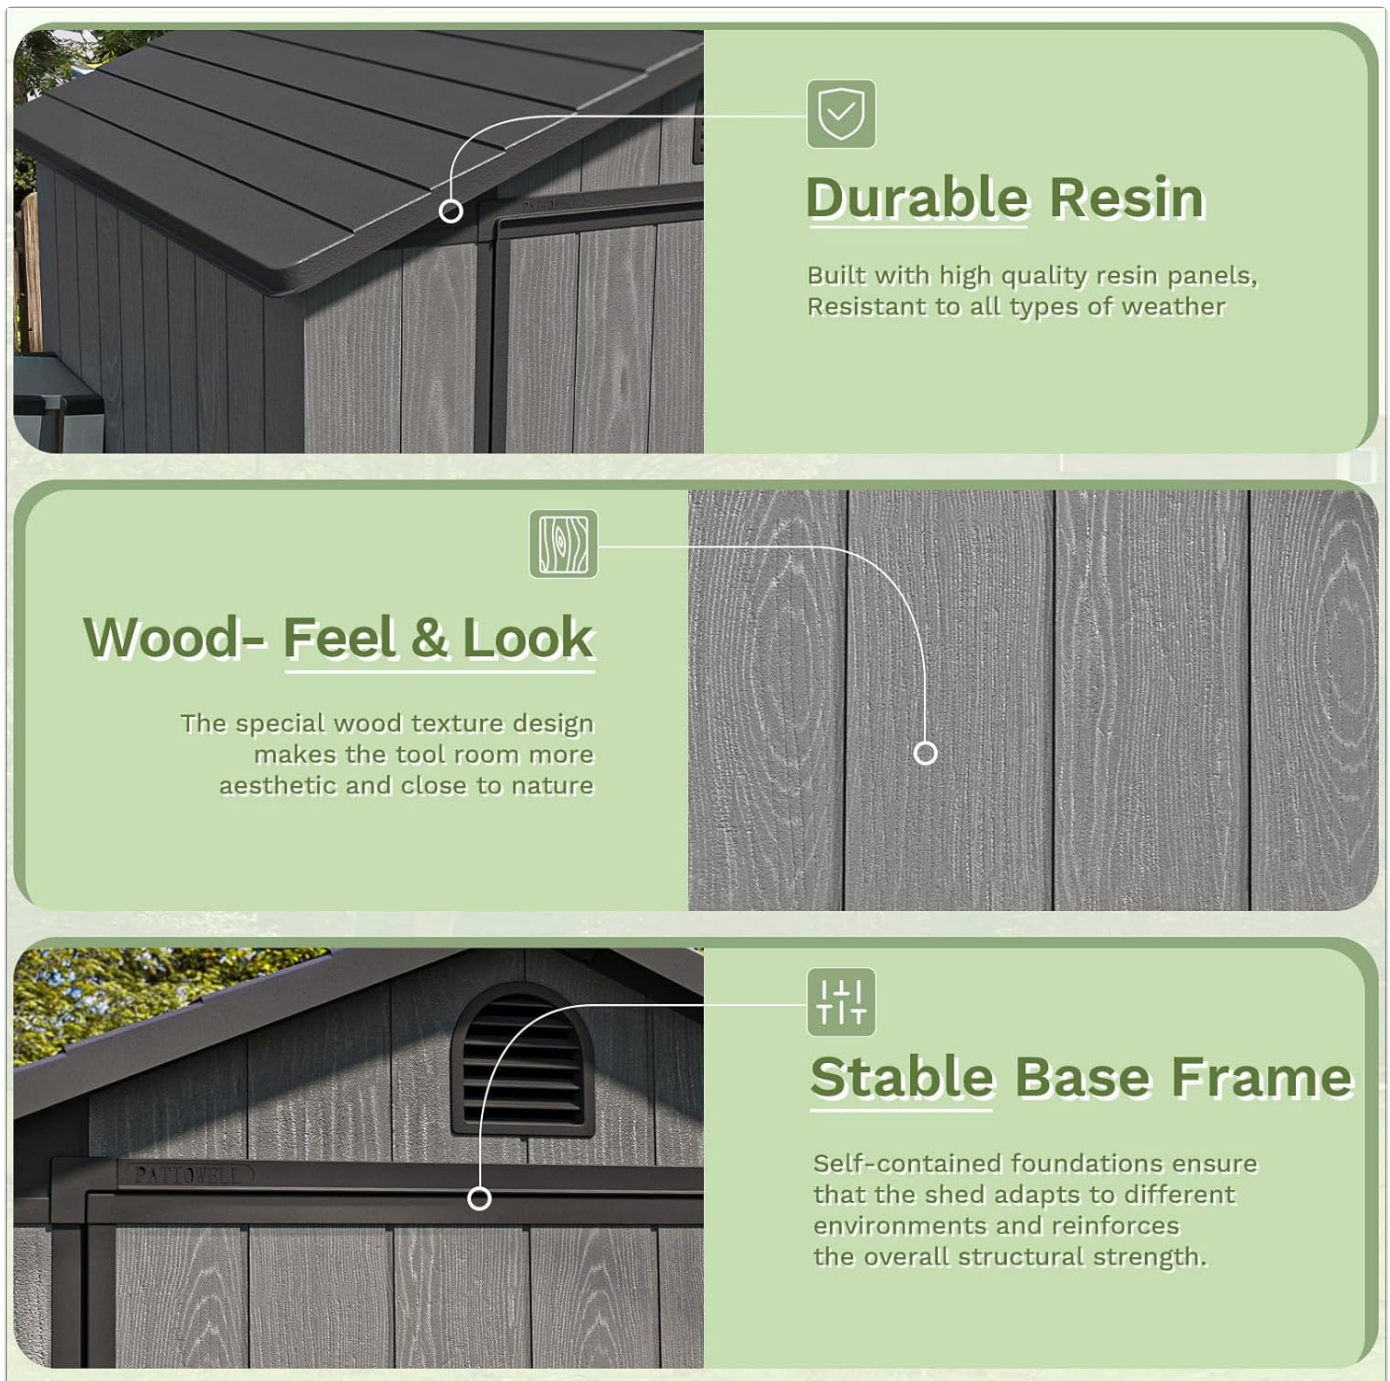 Durable Resin
Built with high quality resin panels,
Resistant to all types of weather
Wood- Feel & Look
The special wood texture design
makes the tool room more
aesthetic and close to nature
PATIOWELL
Stable Base Frame
Self-contained foundations ensure
that the shed adapts to different
environments and reinforces
the overall structural strength.